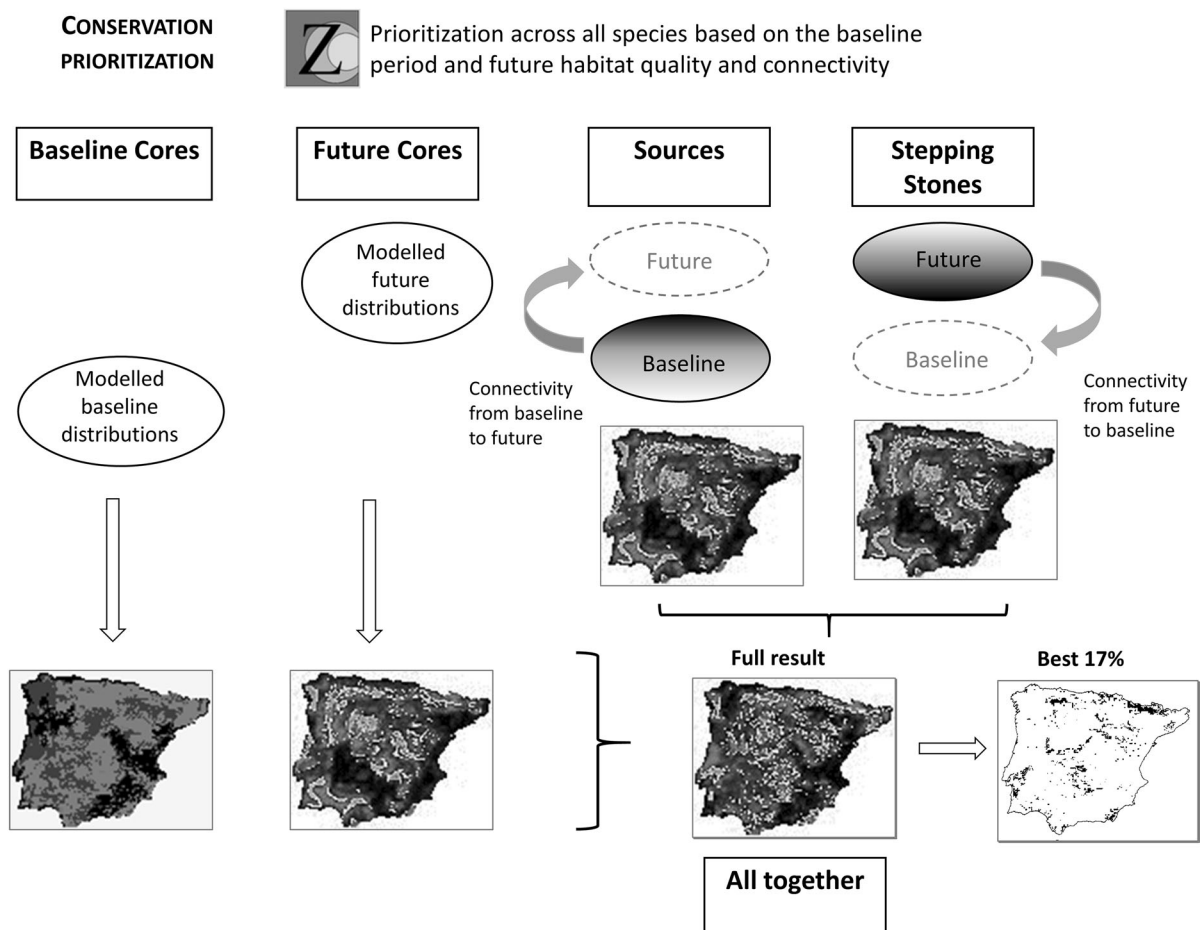 CONSERVATION
PRIORITIZATION
Z
Prioritization across all species based on the baseline
period and future habitat quality and connectivity
Baseline Cores
Future Cores
Sources
Stepping
Stones
Modelled
future
distributions
Future
Future
Modelled
baseline
distributions
Baseline
Baseline
Connectivity
from baseline
to future
Connectivity
from future
to baseline
Full result
Best 17%
All together